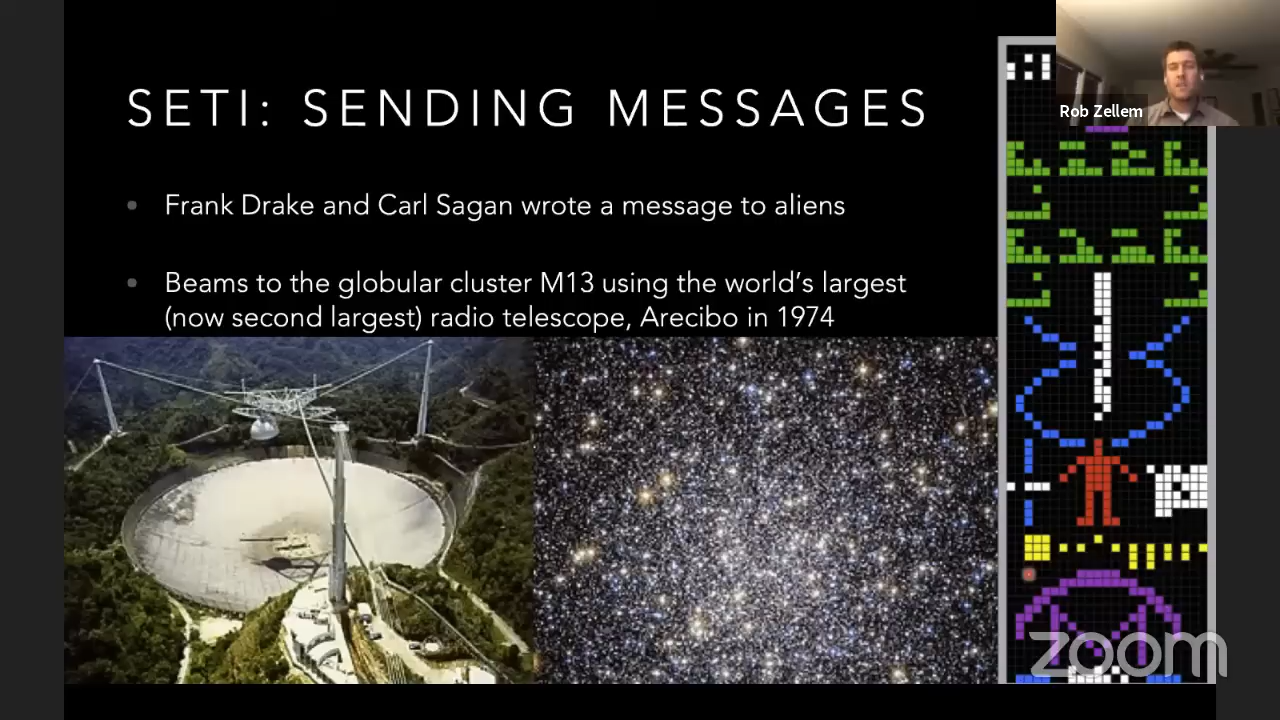 SETI: SENDING MESSAGES
Rob Zellem
Frank Drake and Carl Sagan wrote a message to aliens
Beams to the globular cluster M13 using the world's largest
(now second largest) radio telescope, Arecibo in 1974
zoom